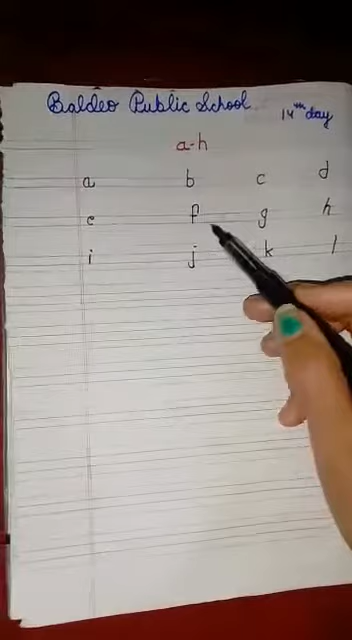 Baldeo Public School 14th day
a-h
a b c d
e f g h
i j k l